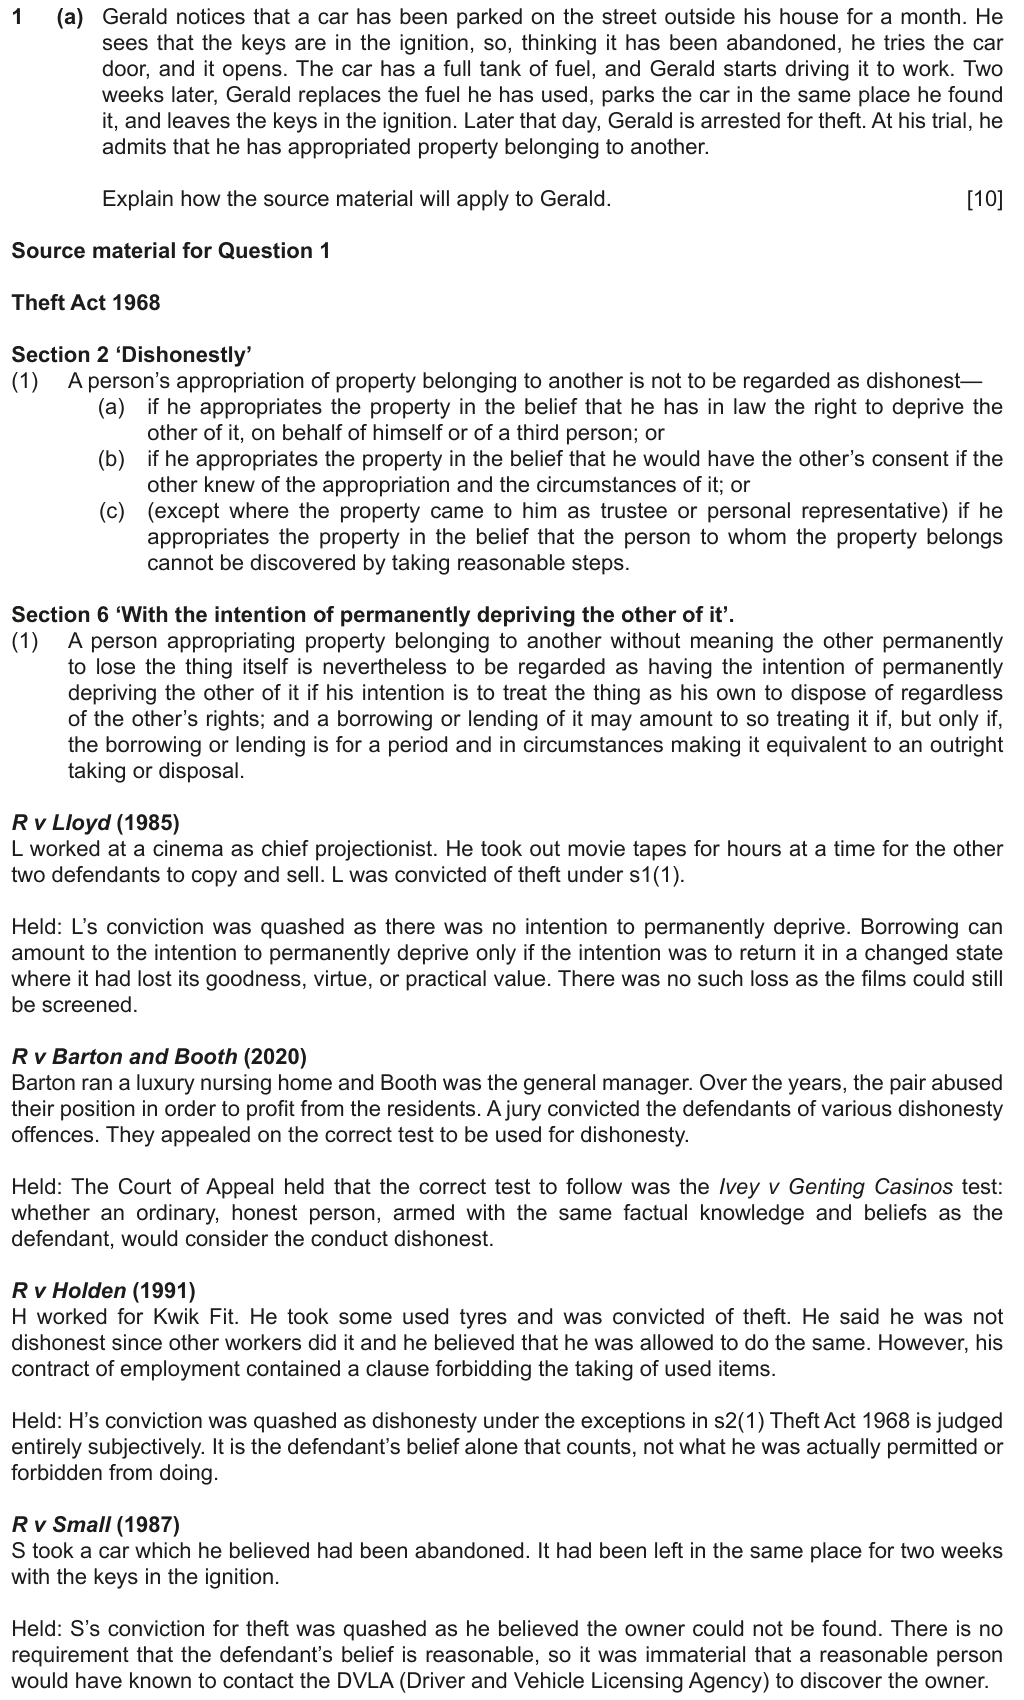 1 (a) Gerald notices that a car has been parked on the street outside his house for a month. He
sees that the keys are in the ignition, so, thinking it has been abandoned, he tries the car
door, and it opens. The car has a full tank of fuel, and Gerald starts driving it to work. Two
weeks later, Gerald replaces the fuel he has used, parks the car in the same place he found
it, and leaves the keys in the ignition. Later that day, Gerald is arrested for theft. At his trial, he
admits that he has appropriated property belonging to another.
Explain how the source material will apply to Gerald. [10]
Source material for Question 1
Theft Act 1968
Section 2 ‘Dishonestly’
(1) A person’s appropriation of property belonging to another is not to be regarded as dishonest—
(a) if he appropriates the property in the belief that he has in law the right to deprive the
other of it, on behalf of himself or of a third person; or
(b) if he appropriates the property in the belief that he would have the other’s consent if the
other knew of the appropriation and the circumstances of it; or
(c) (except where the property came to him as trustee or personal representative) if he
appropriates the property in the belief that the person to whom the property belongs
cannot be discovered by taking reasonable steps.
Section 6 ‘With the intention of permanently depriving the other of it’.
(1) A person appropriating property belonging to another without meaning the other permanently
to lose the thing itself is nevertheless to be regarded as having the intention of permanently
depriving the other of it if his intention is to treat the thing as his own to dispose of regardless
of the other’s rights; and a borrowing or lending of it may amount to so treating it if, but only if,
the borrowing or lending is for a period and in circumstances making it equivalent to an outright
taking or disposal.
R v Lloyd (1985)
L worked at a cinema as chief projectionist. He took out movie tapes for hours at a time for the other
two defendants to copy and sell. L was convicted of theft under s1(1).
Held: L’s conviction was quashed as there was no intention to permanently deprive. Borrowing can
amount to the intention to permanently deprive only if the intention was to return it in a changed state
where it had lost its goodness, virtue, or practical value. There was no such loss as the films could still
be screened.
R v Barton and Booth (2020)
Barton ran a luxury nursing home and Booth was the general manager. Over the years, the pair abused
their position in order to profit from the residents. A jury convicted the defendants of various dishonesty
offences. They appealed on the correct test to be used for dishonesty.
Held: The Court of Appeal held that the correct test to follow was the Ivey v Genting Casinos test:
whether an ordinary, honest person, armed with the same factual knowledge and beliefs as the
defendant, would consider the conduct dishonest.
R v Holden (1991)
H worked for Kwik Fit. He took some used tyres and was convicted of theft. He said he was not
dishonest since other workers did it and he believed that he was allowed to do the same. However, his
contract of employment contained a clause forbidding the taking of used items.
Held: H’s conviction was quashed as dishonesty under the exceptions in s2(1) Theft Act 1968 is judged
entirely subjectively. It is the defendant’s belief alone that counts, not what he was actually permitted or
forbidden from doing.
R v Small (1987)
S took a car which he believed had been abandoned. It had been left in the same place for two weeks
with the keys in the ignition.
Held: S’s conviction for theft was quashed as he believed the owner could not be found. There is no
requirement that the defendant’s belief is reasonable, so it was immaterial that a reasonable person
would have known to contact the DVLA (Driver and Vehicle Licensing Agency) to discover the owner.